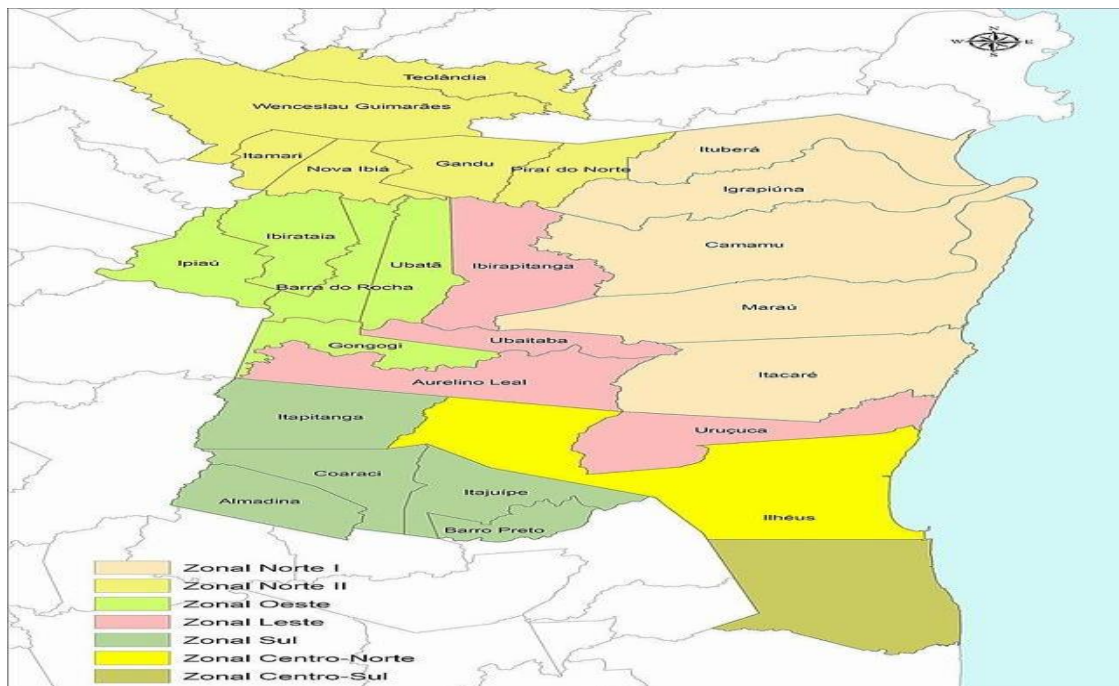 N
W E
S
Teolândia
Wenceslau Guimarães
Itamari
Nova Ibiá
Gandu
Piraí do Norte
Ituberá
Igrapiúna
Ibirataia
Ipiaú
Ubatã
Barra do Rocha
Ibirapitanga
Camamu
Maraú
Gongogi
Ubaitaba
Aurelino Leal
Itacaré
Itapitanga
Uruçuca
Coaraci
Almadina
Itajuípe
Barro Preto
Ilhéus
Zonal Norte I
Zonal Norte II
Zonal Oeste
Zonal Leste
Zonal Sul
Zonal Centro-Norte
Zonal Centro-Sul